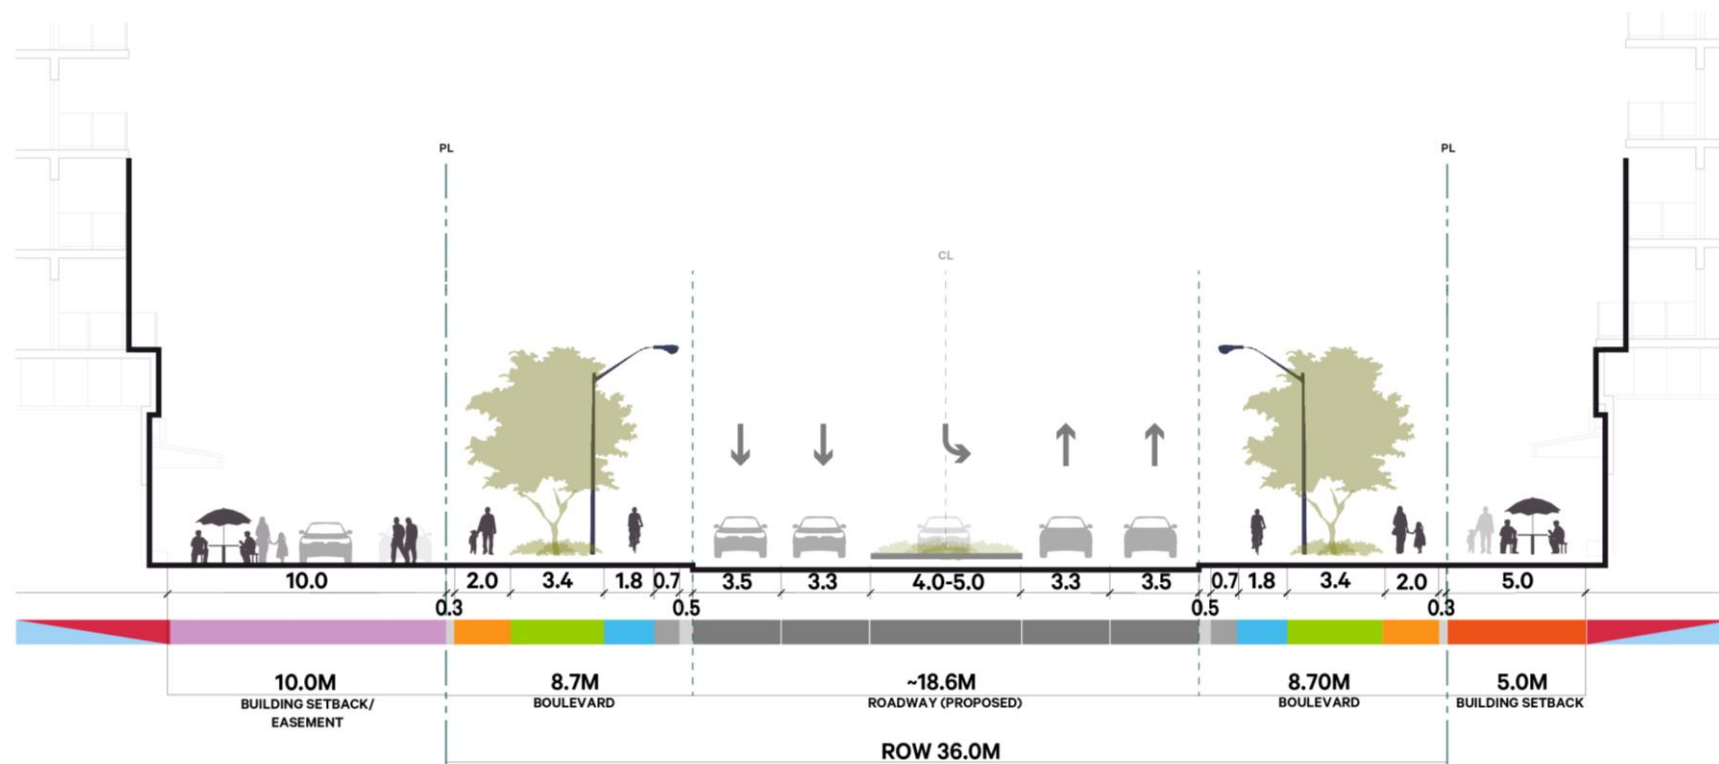 PL PL
CL
10.0 2.0 3.4 1.8 0.7 3.5 3.3 4.0-5.0 3.3 3.5 0.7 1.8 3.4 2.0 5.0
0.3 0.5 0.5 0.3
10.0M 8.7M ~18.6M 8.70M 5.0M
BUILDING SETBACK/ BOULEVARD ROADWAY (PROPOSED) BOULEVARD BUILDING SETBACK
EASEMENT
ROW 36.0M